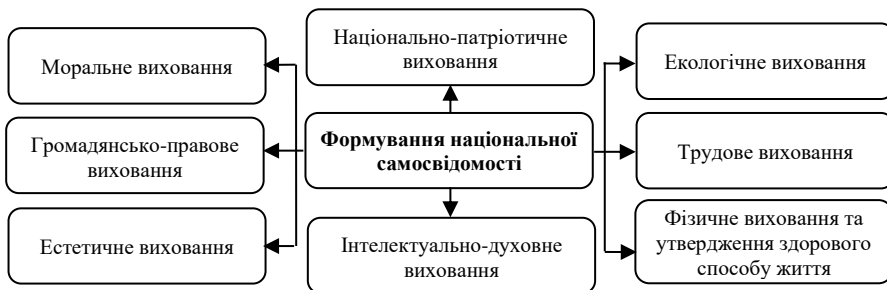 Моральне виховання
Громадянсько-правове
виховання
Естетичне виховання
Національно-патріотичне
виховання
Формування національної
самосвідомості
Інтелектуально-духовне
виховання
Екологічне виховання
Трудове виховання
Фізичне виховання та
утвердження здорового
способу життя